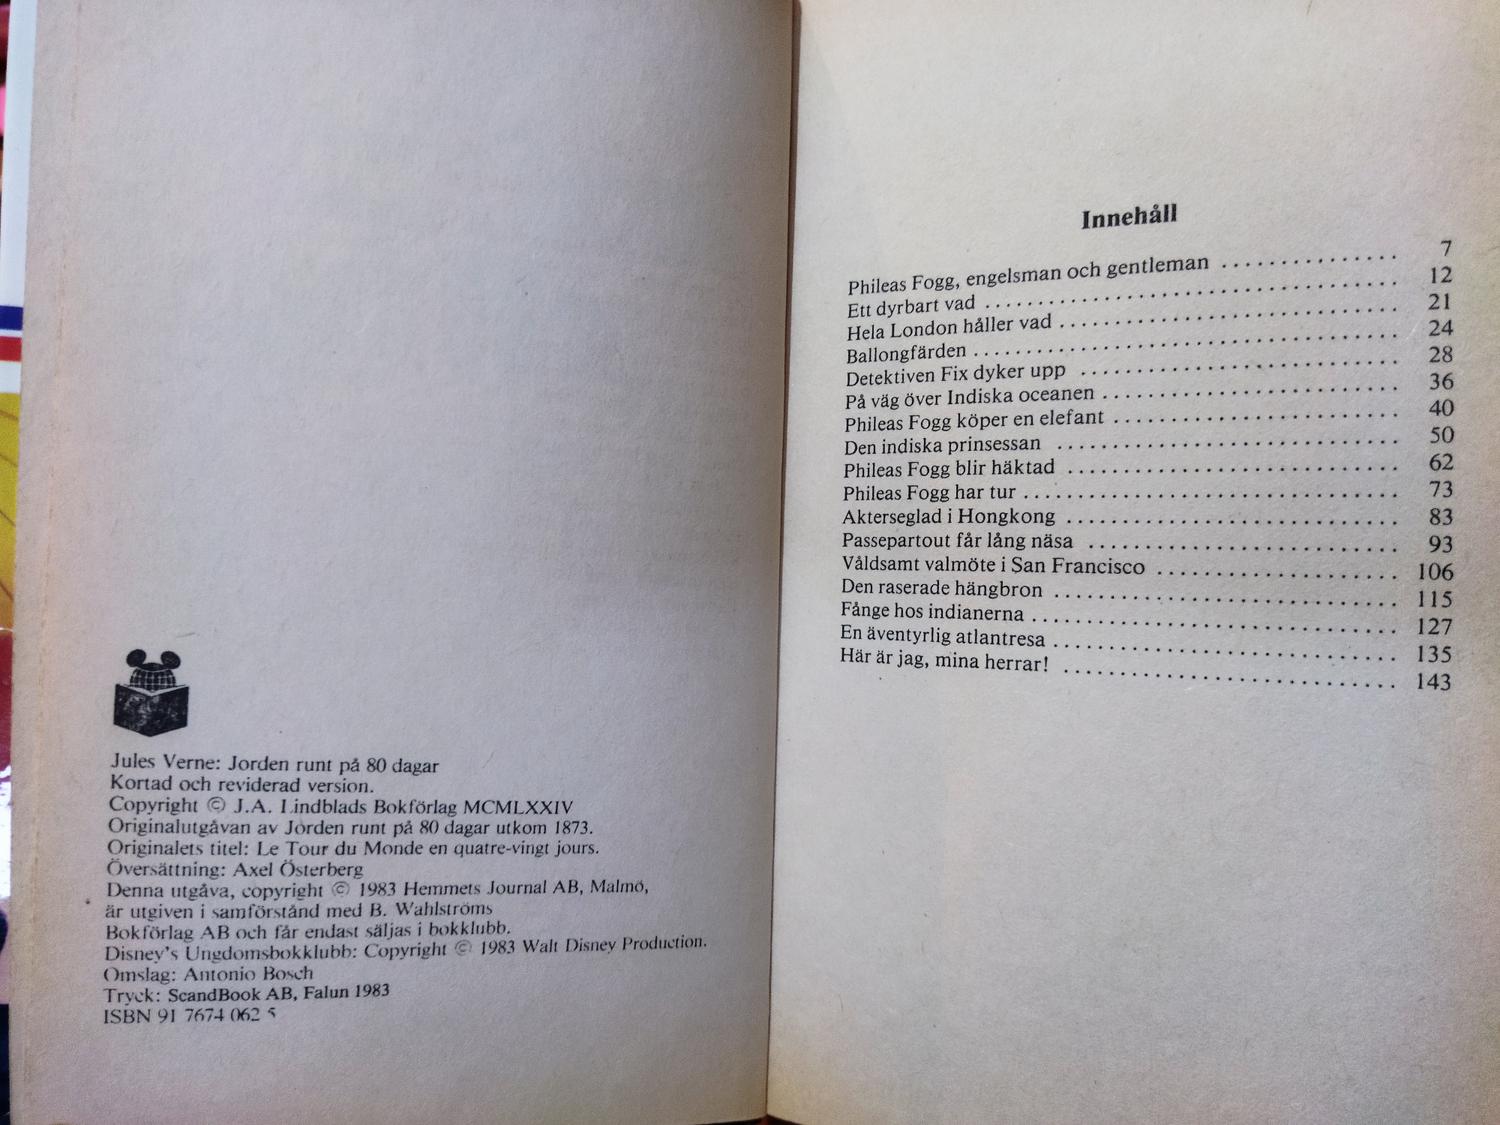 Jules Verne: Jorden runt på 80 dagar
Kortad och reviderad version.
Copyright © J.A. Lindblads Bokförlag MCMLXXIV
Originalutgåvan av Jorden runt på 80 dagar utkom 1873.
Originalets titel: Le Tour du Monde en quatre-vingt jours.
Översättning: Axel Österberg
Denna utgåva, copyright © 1983 Hemmets Journal AB, Malmö,
är utgiven i samförstånd med B. Wahlströms
Bokförlag AB och får endast säljas i bokklubb.
Disney's Ungdomsbokklubb: Copyright © 1983 Walt Disney Production.
Omslag: Antonio Bosch
Tryck: ScandBook AB, Falun 1983
ISBN 91 7674 062 5
Innehåll
Phileas Fogg, engelsman och gentleman . . . . . . . . . . . . . . . 7
Ett dyrbart vad . . . . . . . . . . . . . . . . . . . . . . . . . . . . . . . 12
Hela London håller vad . . . . . . . . . . . . . . . . . . . . . . . . . 21
Ballongfärden . . . . . . . . . . . . . . . . . . . . . . . . . . . . . . . . 24
Detektiven Fix dyker upp . . . . . . . . . . . . . . . . . . . . . . . . 28
På väg över Indiska oceanen . . . . . . . . . . . . . . . . . . . . . . 36
Phileas Fogg köper en elefant . . . . . . . . . . . . . . . . . . . . . 40
Den indiska prinsessan . . . . . . . . . . . . . . . . . . . . . . . . . 50
Phileas Fogg blir häktad . . . . . . . . . . . . . . . . . . . . . . . . 62
Phileas Fogg har tur . . . . . . . . . . . . . . . . . . . . . . . . . . . 73
Akterseglad i Hongkong . . . . . . . . . . . . . . . . . . . . . . . . 83
Passepartout får lång näsa . . . . . . . . . . . . . . . . . . . . . . . 93
Våldsamt valmöte i San Francisco . . . . . . . . . . . . . . . . . . 106
Den raserade hängbron . . . . . . . . . . . . . . . . . . . . . . . . . 115
Fånge hos indianerna . . . . . . . . . . . . . . . . . . . . . . . . . . 127
En äventyrlig atlantresa . . . . . . . . . . . . . . . . . . . . . . . . . 135
Här är jag, mina herrar! . . . . . . . . . . . . . . . . . . . . . . . . 143